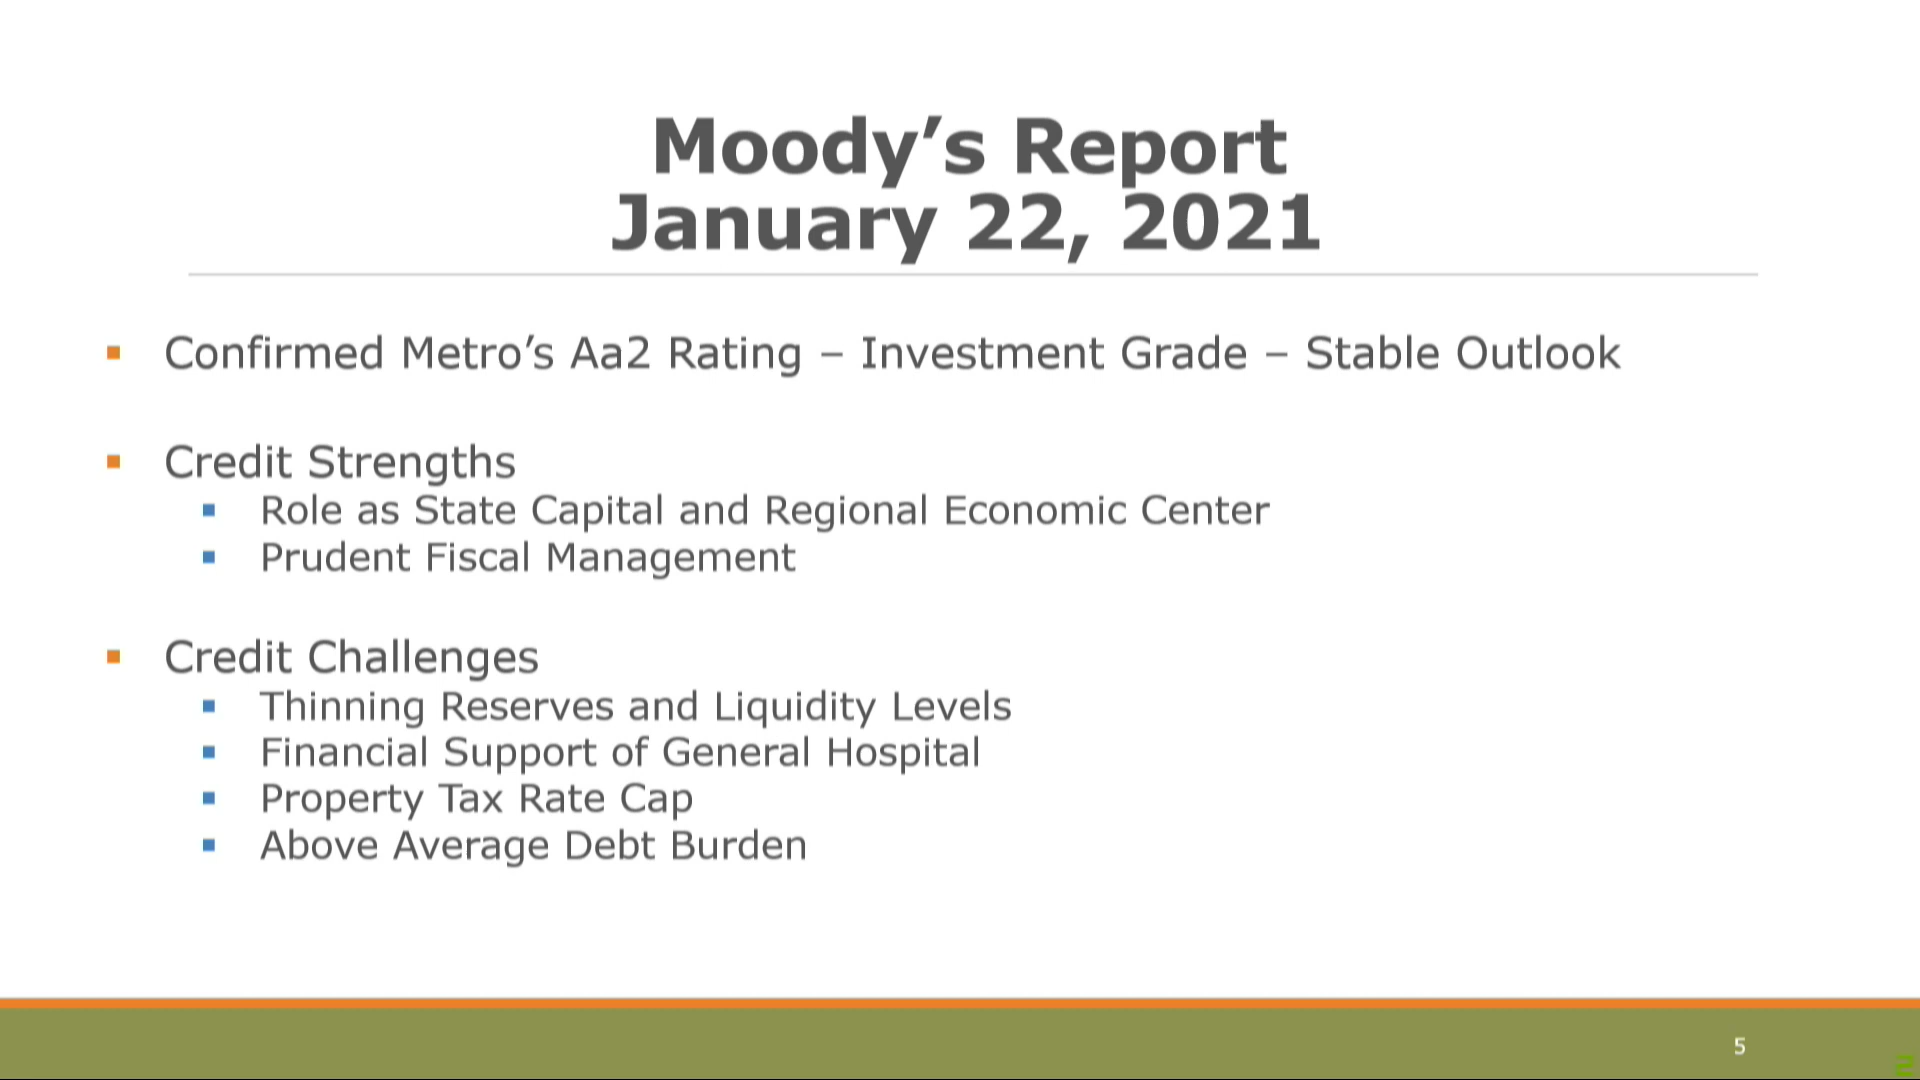 Moody’s Report
January 22, 2021
Confirmed Metro’s Aa2 Rating – Investment Grade – Stable Outlook
Credit Strengths
Role as State Capital and Regional Economic Center
Prudent Fiscal Management
Credit Challenges
Thinning Reserves and Liquidity Levels
Financial Support of General Hospital
Property Tax Rate Cap
Above Average Debt Burden
5